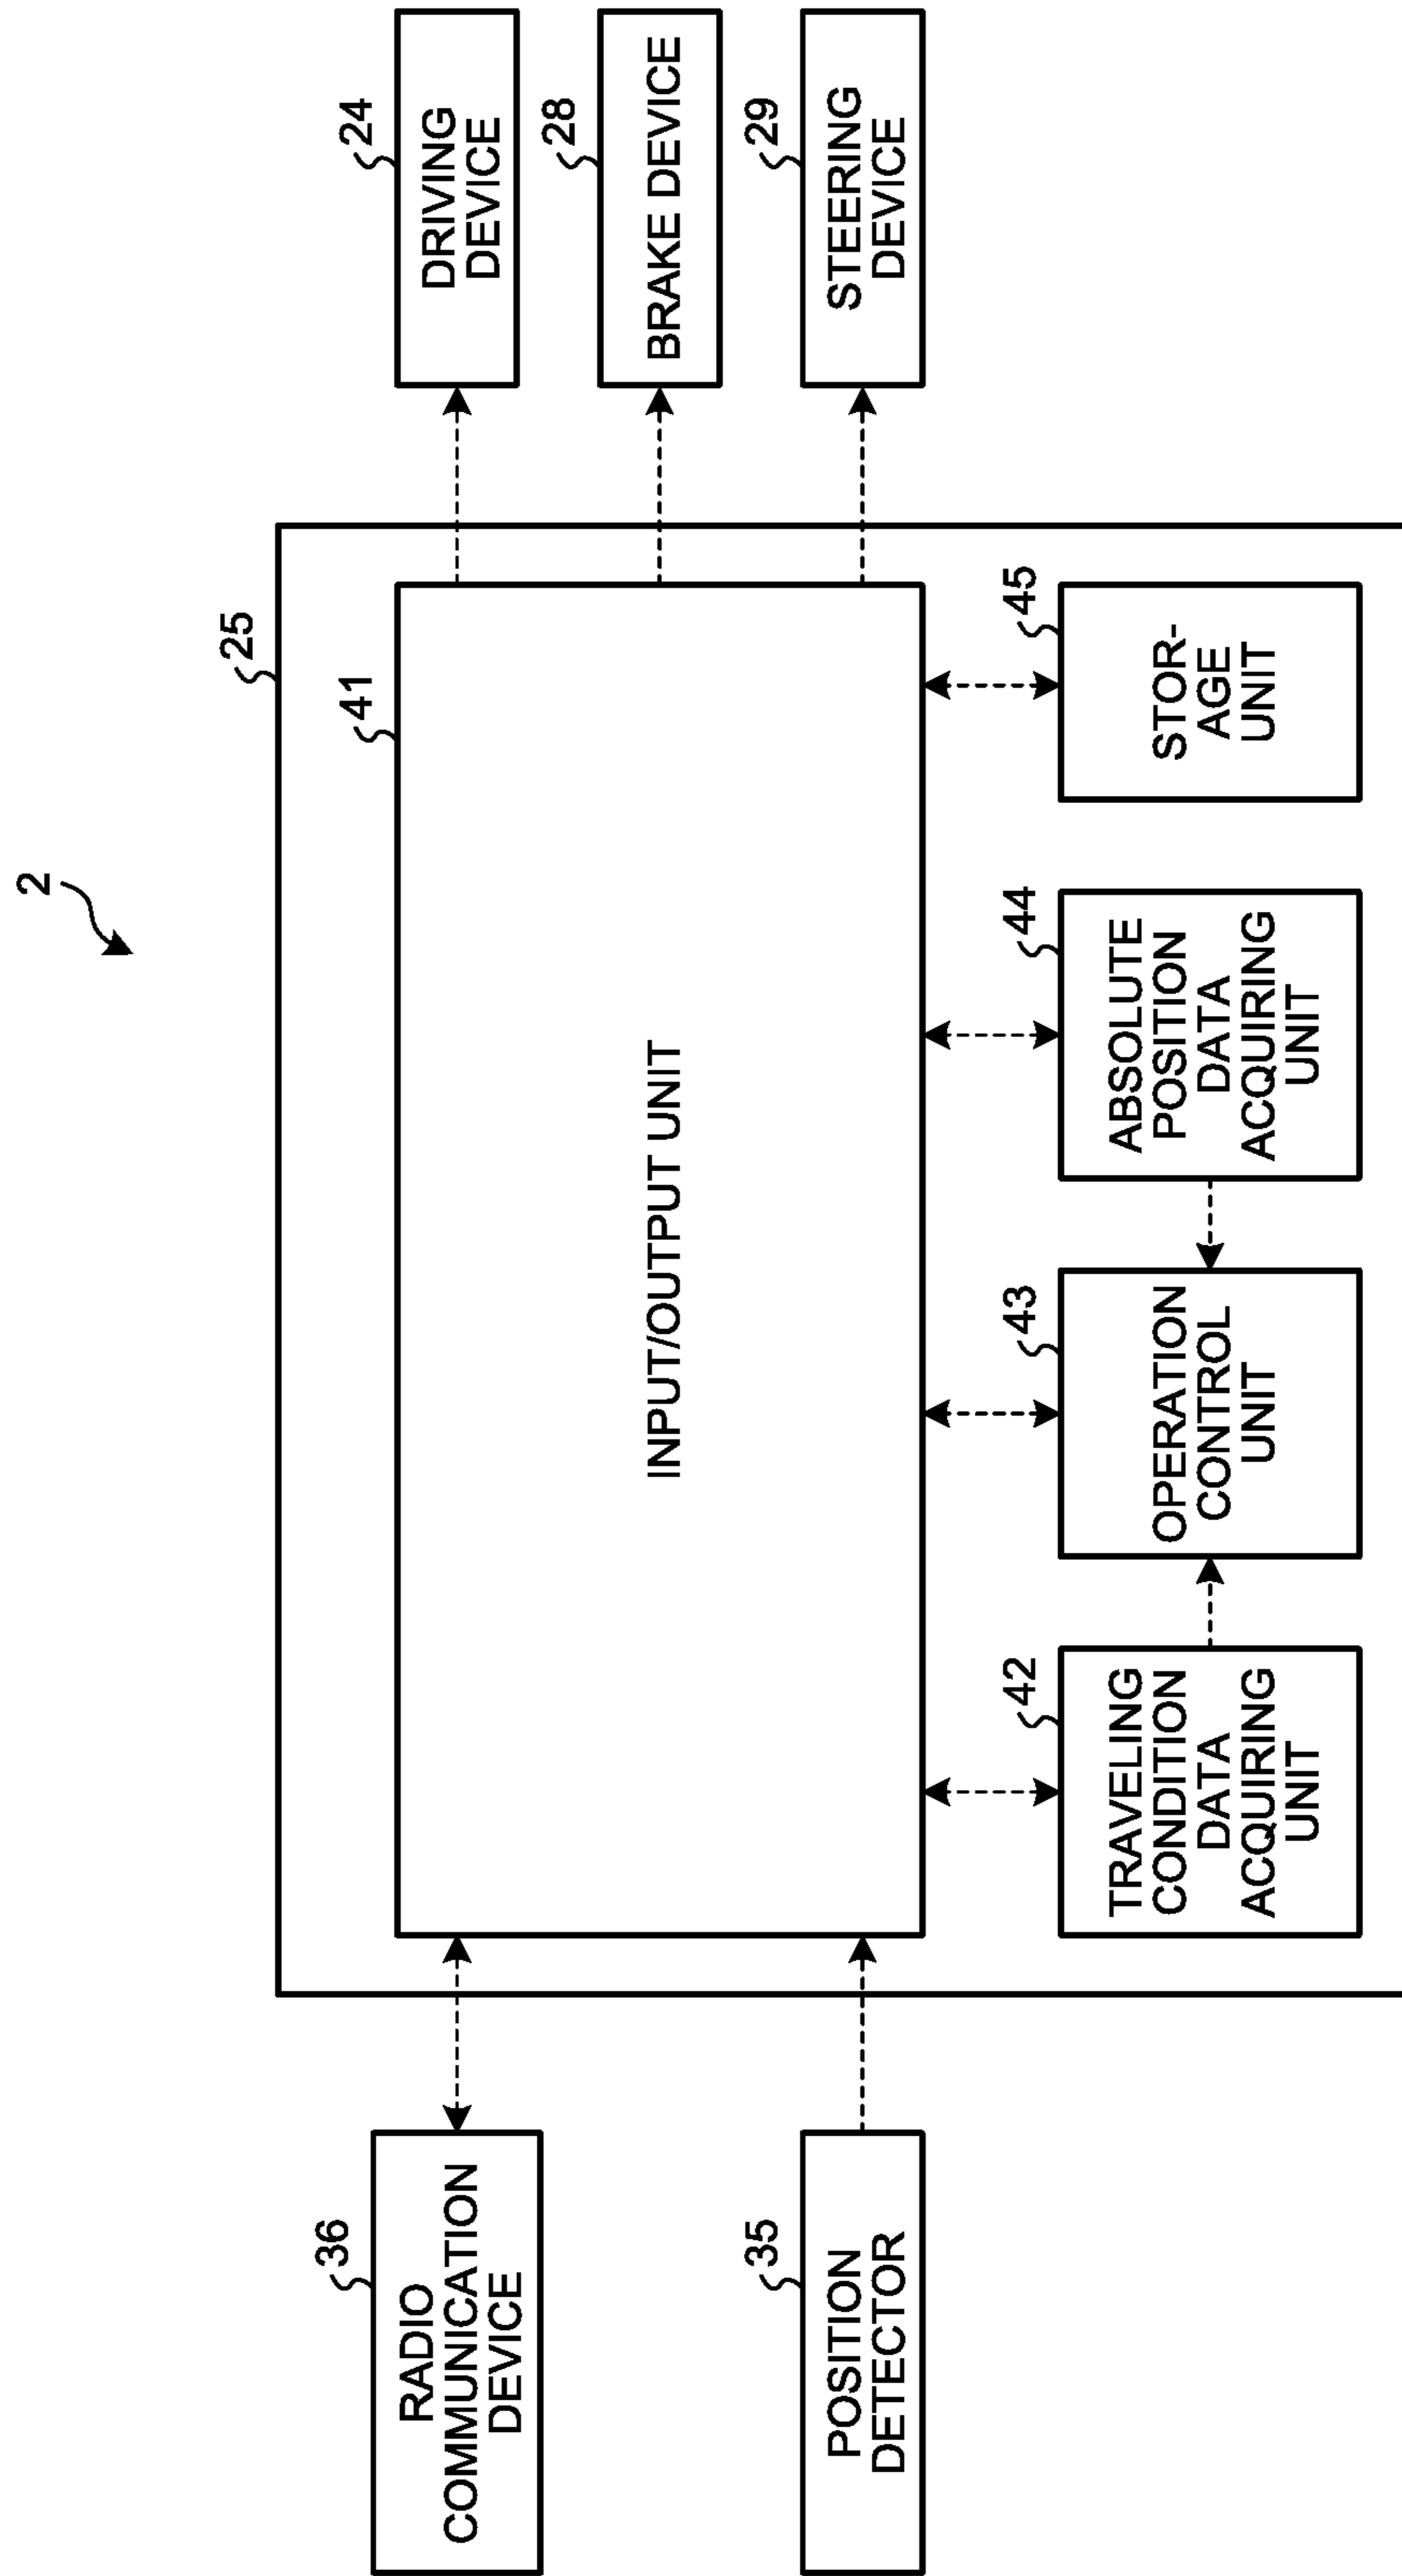 2
25
36
RADIO
COMMUNICATION
DEVICE
35
POSITION
DETECTOR
41
INPUT/OUTPUT UNIT
24
DRIVING
DEVICE
28
BRAKE DEVICE
29
STEERING
DEVICE
42
TRAVELING
CONDITION
DATA
ACQUIRING
UNIT
43
OPERATION
CONTROL
UNIT
44
ABSOLUTE
POSITION
DATA
ACQUIRING
UNIT
45
STOR-
AGE
UNIT